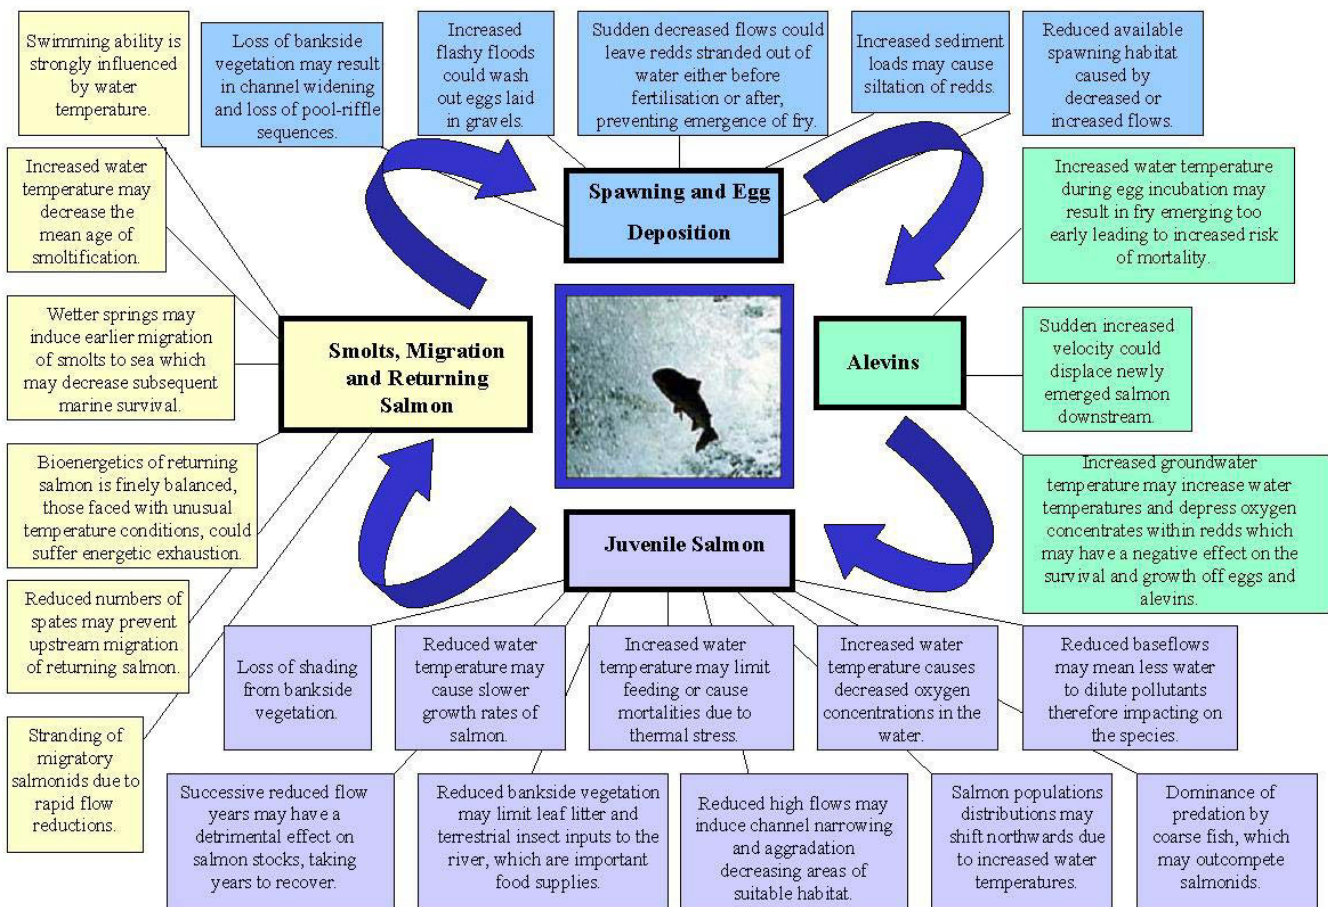 Swimming ability is
strongly influenced
by water
temperature.
Loss of bankside
vegetation may result
in channel widening
and loss of pool-riffle
sequences.
Increased
flashy floods
could wash
out eggs laid
in gravels.
Sudden decreased flows could
leave redds stranded out of
water either before
fertilisation or after,
preventing emergence of fry.
Increased sediment
loads may cause
siltation of redds.
Reduced available
spawning habitat
caused by
decreased or
increased flows.
Increased water
temperature may
decrease the
mean age of
smoltification.
Spawning and Egg
Deposition
Increased water temperature
during egg incubation may
result in fry emerging too
early leading to increased risk
of mortality.
Wetter springs may
induce earlier migration
of smolts to sea which
may decrease subsequent
marine survival.
Smolts, Migration
and Returning
Salmon
Alevins
Sudden increased
velocity could
displace newly
emerged salmon
downstream.
Bioenergetics of returning
salmon is finely balanced,
those faced with unusual
temperature conditions, could
suffer energetic exhaustion.
Increased groundwater
temperature may increase water
temperatures and depress oxygen
concentrates within redds which
may have a negative effect on the
survival and growth off eggs and
alevins.
Juvenile Salmon
Reduced numbers of
spates may prevent
upstream migration
of returning salmon.
Loss of shading
from bankside
vegetation.
Reduced water
temperature may
cause slower
growth rates of
salmon.
Increased water
temperature may limit
feeding or cause
mortalities due to
thermal stress.
Increased water
temperature causes
decreased oxygen
concentrations in the
water.
Reduced baseflows
may mean less water
to dilute pollutants
therefore impacting on
the species.
Stranding of
migratory
salmonids due to
rapid flow
reductions.
Successive reduced flow
years may have a
detrimental effect on
salmon stocks, taking
years to recover.
Reduced bankside vegetation
may limit leaf litter and
terrestrial insect inputs to the
river, which are important
food supplies.
Reduced high flows may
induce channel narrowing
and aggradation
decreasing areas of
suitable habitat.
Salmon populations
distributions may
shift northwards due
to increased water
temperatures.
Dominance of
predation by
coarse fish, which
may outcompete
salmonids.